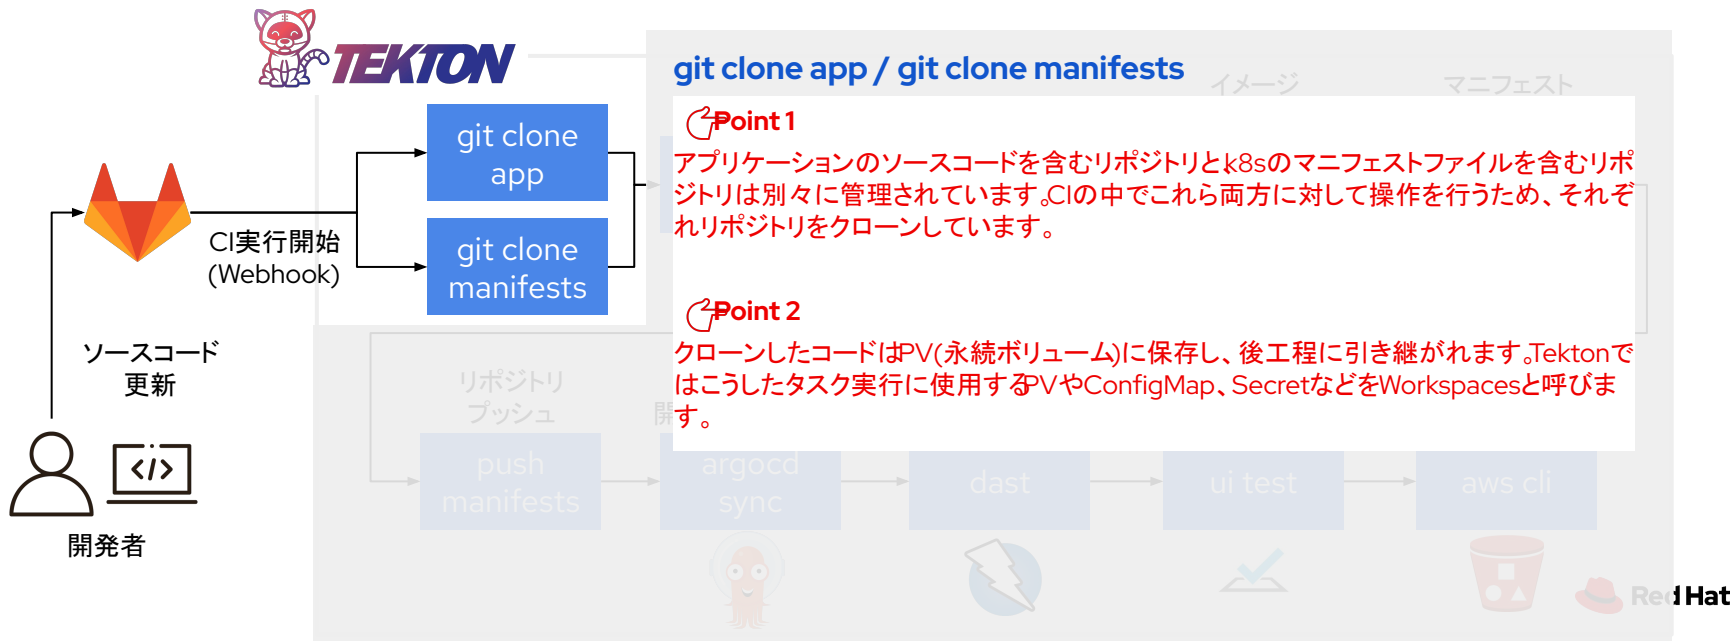 TEKTON
git clone app / git clone manifests
イメージ
マニフェスト
Point 1
アプリケーションのソースコードを含むリポジトリと、k8sのマニフェストファイルを含むリポ
ジトリは別々に管理されています。CIの中でこれら両方に対して操作を行うため、それぞ
れリポジトリをクローンしています。
git clone
app
git clone
manifests
CI実行開始
(Webhook)
Point 2
クローンしたコードはPV(永続ボリューム)に保存し、後工程に引き継がれます。Tektonで
はこうしたタスク実行に使用するPVやConfigMap、SecretなどをWorkspacesと呼びま
す。
ソースコード
更新
リポジトリ
プッシュ
開
push
manifests
argocd
sync
dast
ui test
aws cli
</>
開発者
Red Hat